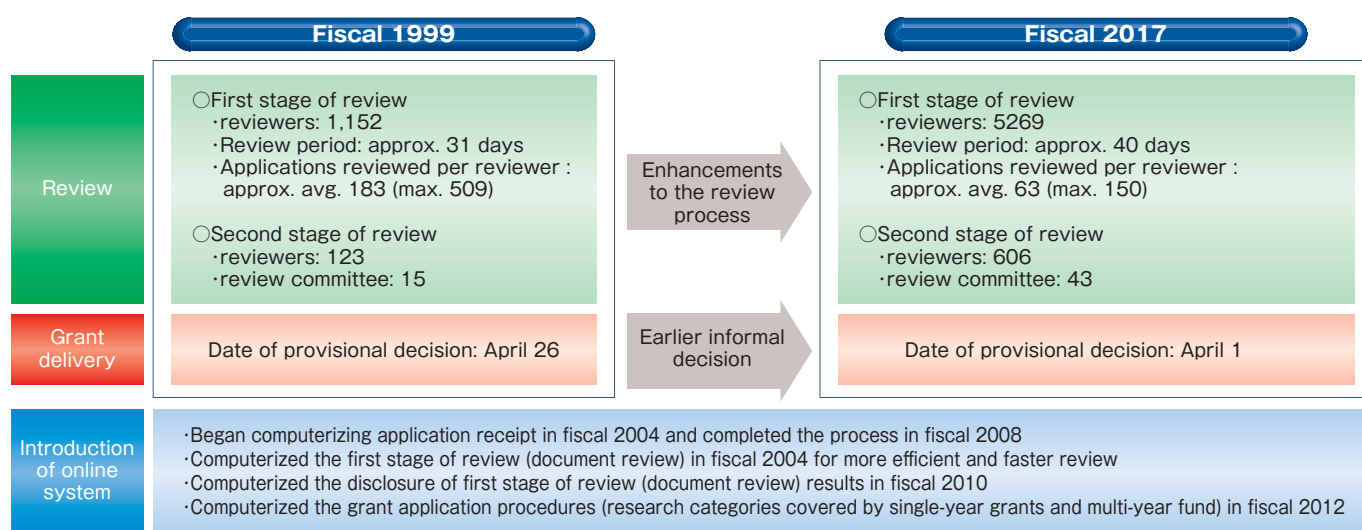 Fiscal 1999
Fiscal 2017
Review
○First stage of review
・reviewers: 1,152
・Review period: approx. 31 days
・Applications reviewed per reviewer :
approx. avg. 183 (max. 509)
○Second stage of review
・reviewers: 123
・review committee: 15
Enhancements
to the review
process
○First stage of review
・reviewers: 5269
・Review period: approx. 40 days
・Applications reviewed per reviewer :
approx. avg. 63 (max. 150)
○Second stage of review
・reviewers: 606
・review committee: 43
Grant
delivery
Date of provisional decision: April 26
Earlier informal
decision
Date of provisional decision: April 1
Introduction
of online
system
・Began computerizing application receipt in fiscal 2004 and completed the process in fiscal 2008
・Computerized the first stage of review (document review) in fiscal 2004 for more efficient and faster review
・Computerized the disclosure of first stage of review (document review) results in fiscal 2010
・Computerized the grant application procedures (research categories covered by single-year grants and multi-year fund) in fiscal 2012